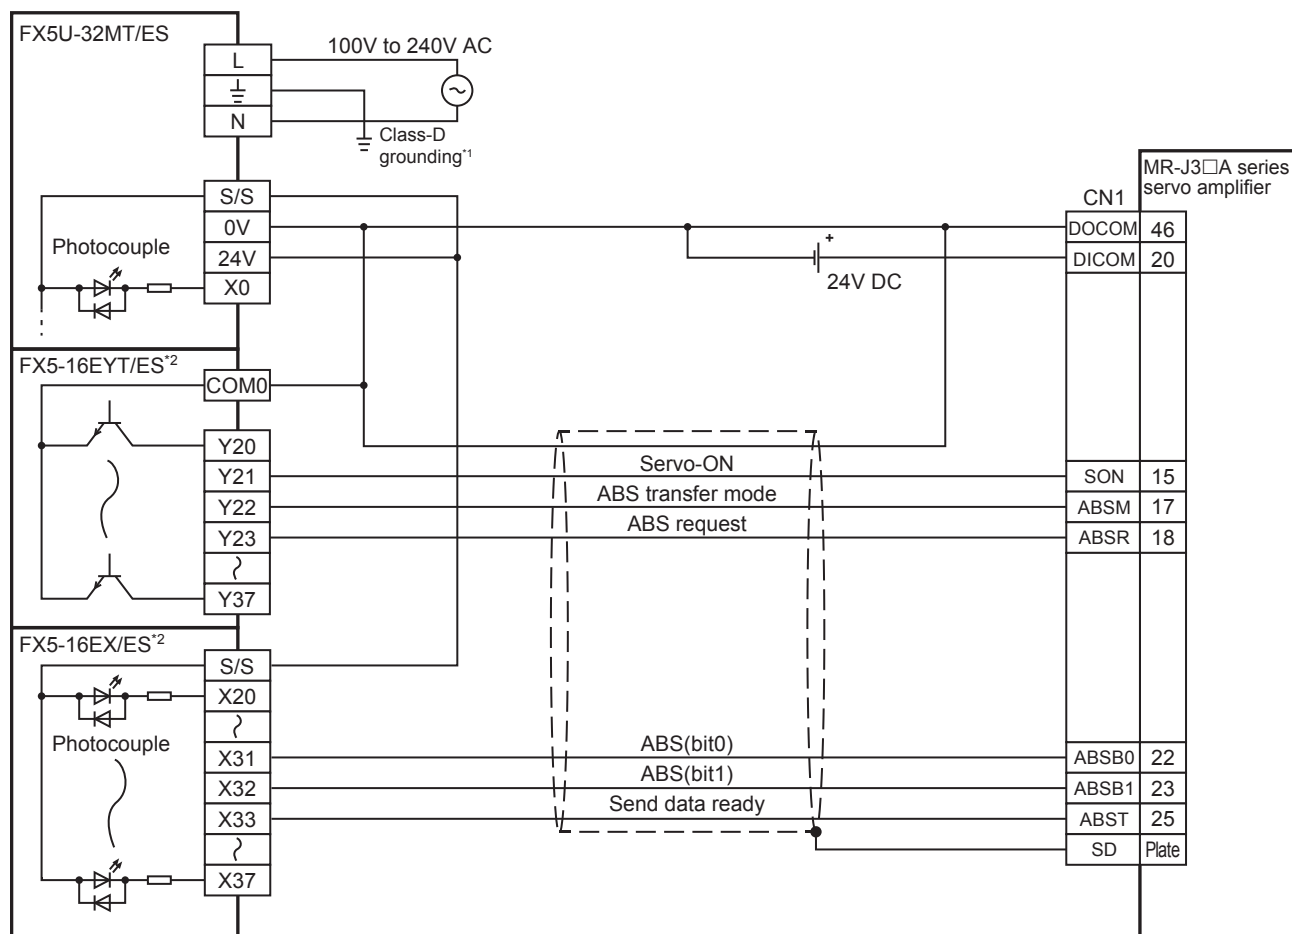 FX5U-32MT/ES
L
100V to 240V AC
N
Class-D
grounding*1
MR-J3□A series
servo amplifier
CN1
S/S
0V
24V
X0
Photocouple
DOCOM 46
DICOM 20
+
24V DC
FX5-16EYT/ES*2
COM0
Y20
Y21
Y22
Y23
Y37
Servo-ON
ABS transfer mode
ABS request
SON 15
ABSM 17
ABSR 18
FX5-16EX/ES*2
S/S
X20
Photocouple
X31
X32
X33
X37
ABS(bit0)
ABS(bit1)
Send data ready
ABSB0 22
ABSB1 23
ABST 25
SD Plate